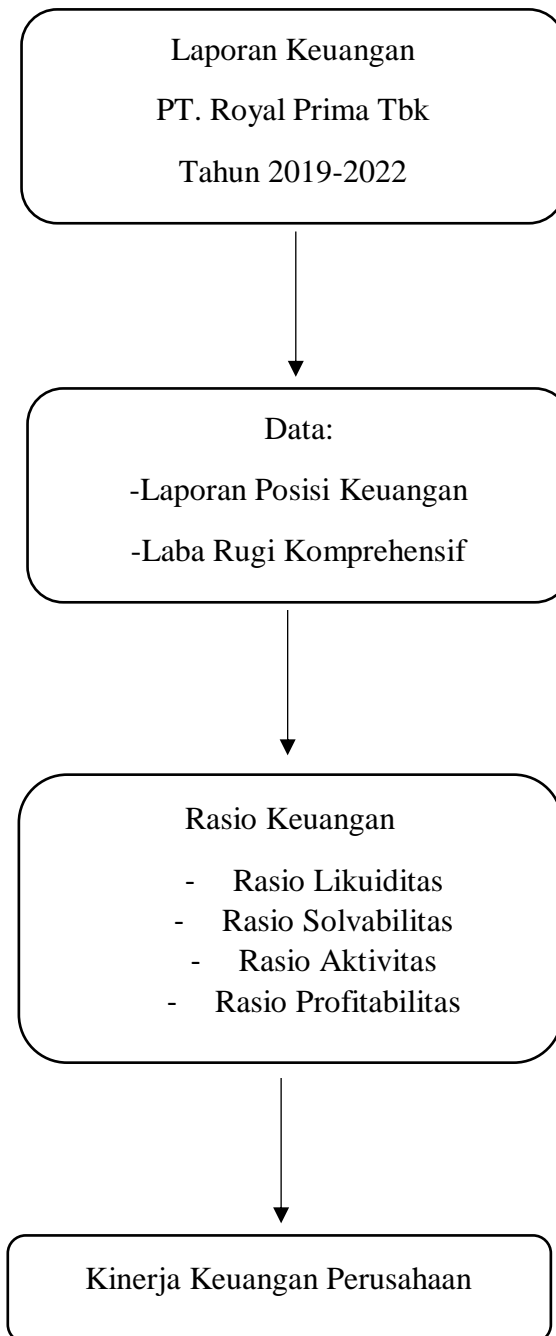 Laporan Keuangan
PT. Royal Prima Tbk
Tahun 2019-2022
Data:
-Laporan Posisi Keuangan
-Laba Rugi Komprehensif
Rasio Keuangan
- Rasio Likuiditas
- Rasio Solvabilitas
- Rasio Aktivitas
- Rasio Profitabilitas
Kinerja Keuangan Perusahaan